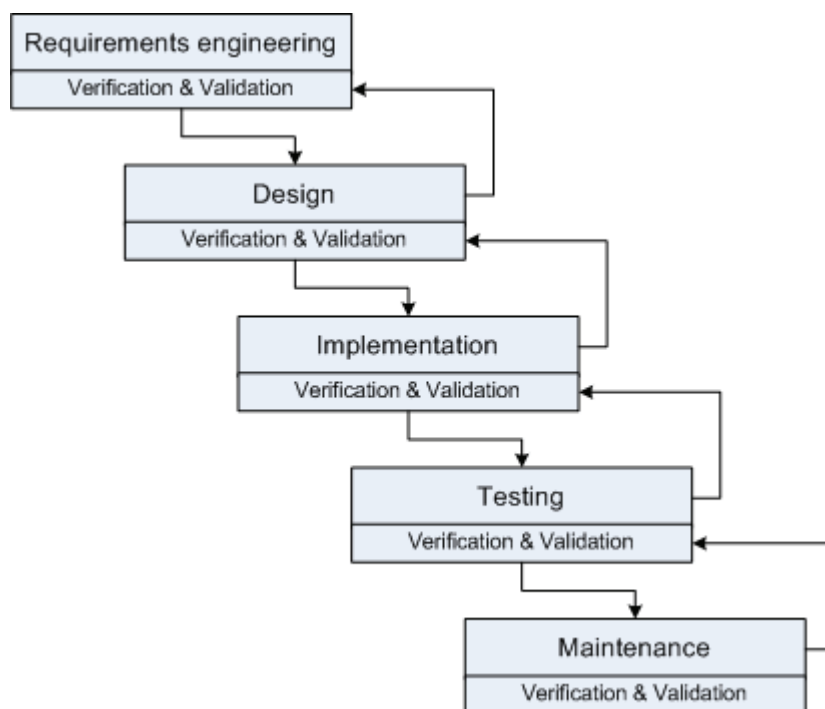 Requirements engineering
Verification & Validation
Design
Verification & Validation
Implementation
Verification & Validation
Testing
Verification & Validation
Maintenance
Verification & Validation